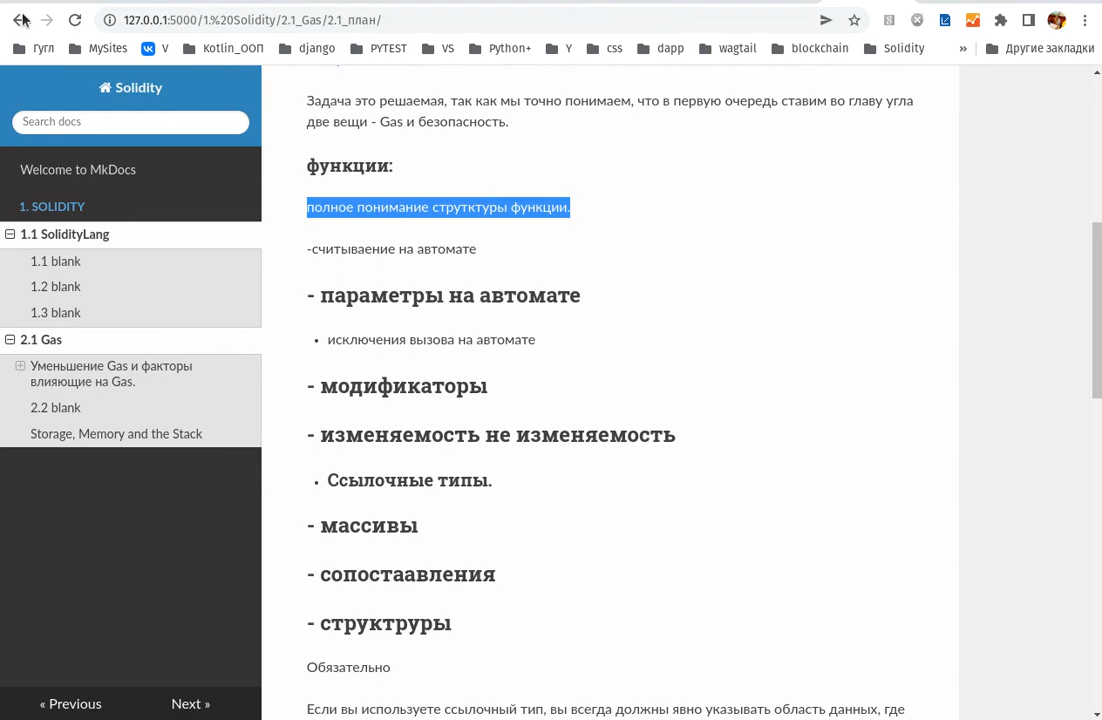 127.0.0.1:5000/1.%20Solidity/2.1_Gas/2.1_план/
Гугл MySites V Kotlin_ООП django PYTEST VS Python+ Y css dapp wagtail blockchain Solidity » Другие закладки
Solidity
Search docs
Welcome to MkDocs
1. SOLIDITY
1.1 SolidityLang
1.1 blank
1.2 blank
1.3 blank
2.1 Gas
Уменьшение Gas и факторы
влияющие на Gas.
2.2 blank
Storage, Memory and the Stack
« Previous Next »
Задача это решаемая, так как мы точно понимаем, что в первую очередь ставим во главу угла
две вещи - Gas и безопасность.
функции:
полное понимание струтктуры функции.
-считываение на автомате
- параметры на автомате
• исключения вызова на автомате
- модификаторы
- изменяемость не изменяемость
• Ссылочные типы.
- массивы
- сопостаавления
- структруры
Обязательно
Если вы используете ссылочный тип, вы всегда должны явно указывать область данных, где